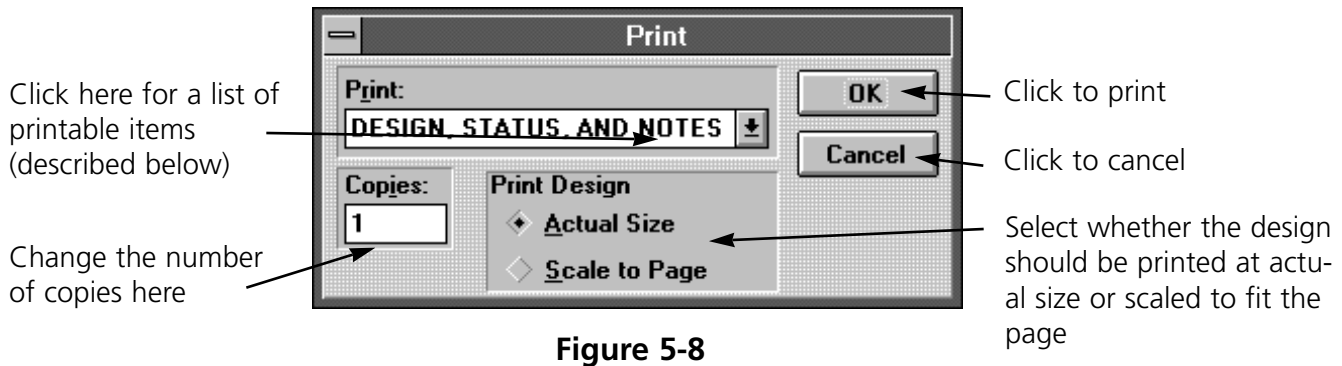 Print
Click here for a list of
printable items
(described below)
Print:
DESIGN, STATUS, AND NOTES
OK
Click to print
Cancel
Click to cancel
Copies:
1
Print Design
Actual Size
Scale to Page
Change the number
of copies here
Select whether the design
should be printed at actu-
al size or scaled to fit the
page
Figure 5-8